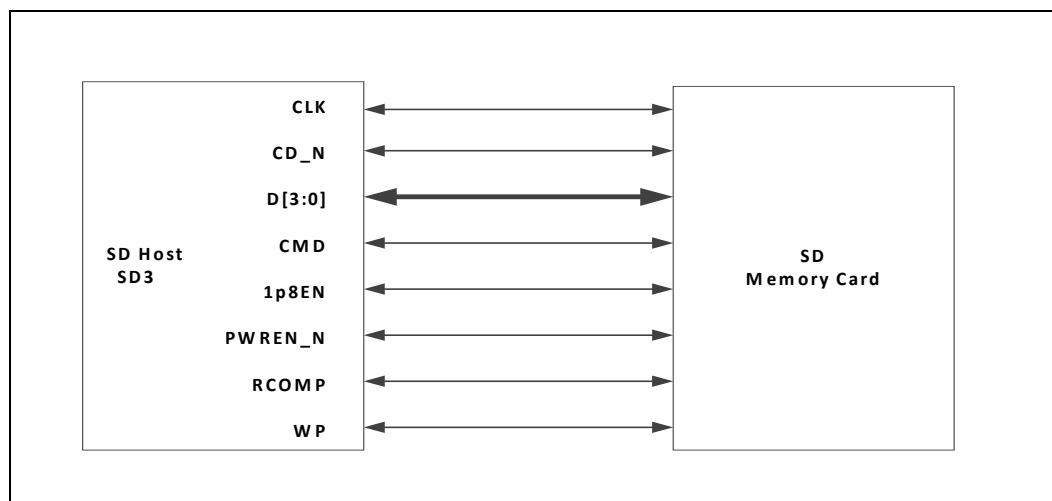 CLK
CD_N
D[3:0]
CMD
1p8EN
PWREN_N
RCOMP
WP
SD Host
SD3
SD
Memory Card